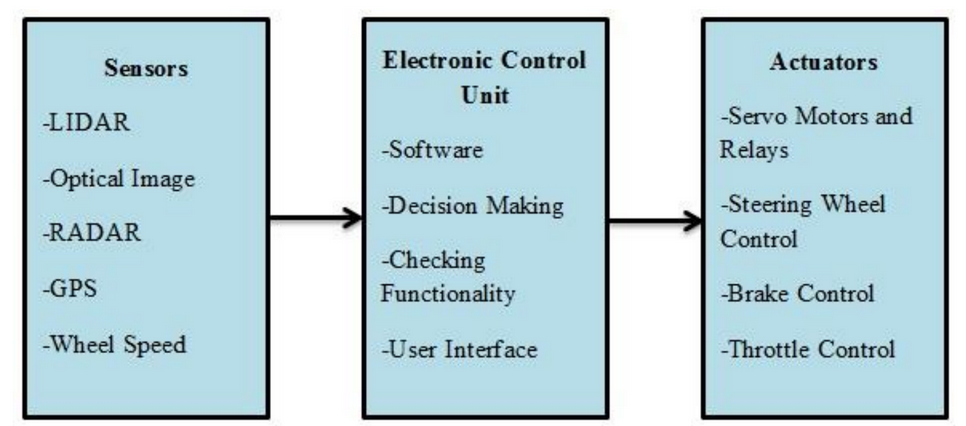 Sensors
-LIDAR
-Optical Image
-RADAR
-GPS
-Wheel Speed
Electronic Control
Unit
-Software
-Decision Making
-Checking
Functionality
-User Interface
Actuators
-Servo Motors and
Relays
-Steering Wheel
Control
-Brake Control
-Throttle Control